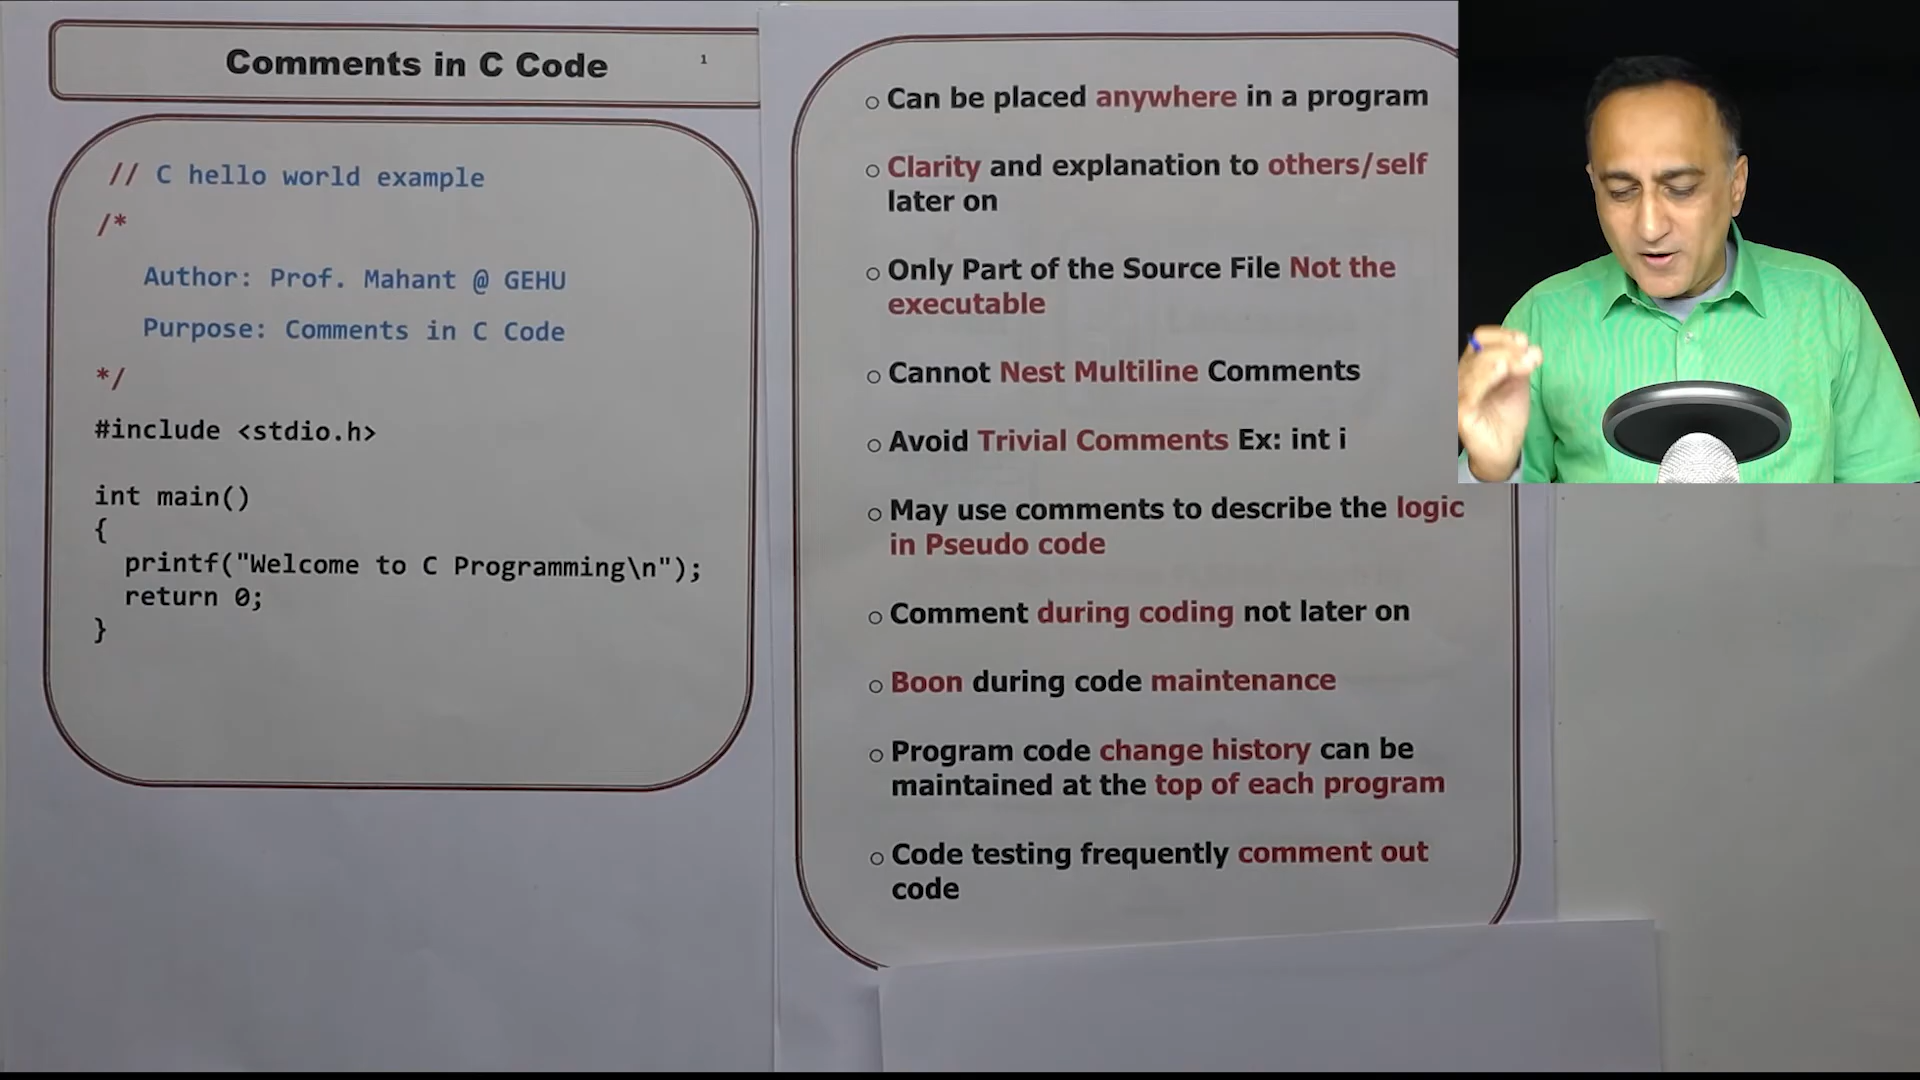 Comments in C Code
1
// C hello world example
/*
Author: Prof. Mahant @ GEHU
Purpose: Comments in C Code
*/
#include <stdio.h>
int main()
{
printf("Welcome to C Programming\n");
return 0;
}
○ Can be placed anywhere in a program
○ Clarity and explanation to others/self
later on
○ Only Part of the Source File Not the
executable
○ Cannot Nest Multiline Comments
○ Avoid Trivial Comments Ex: int i
○ May use comments to describe the logic
in Pseudo code
○ Comment during coding not later on
○ Boon during code maintenance
○ Program code change history can be
maintained at the top of each program
○ Code testing frequently comment out
code